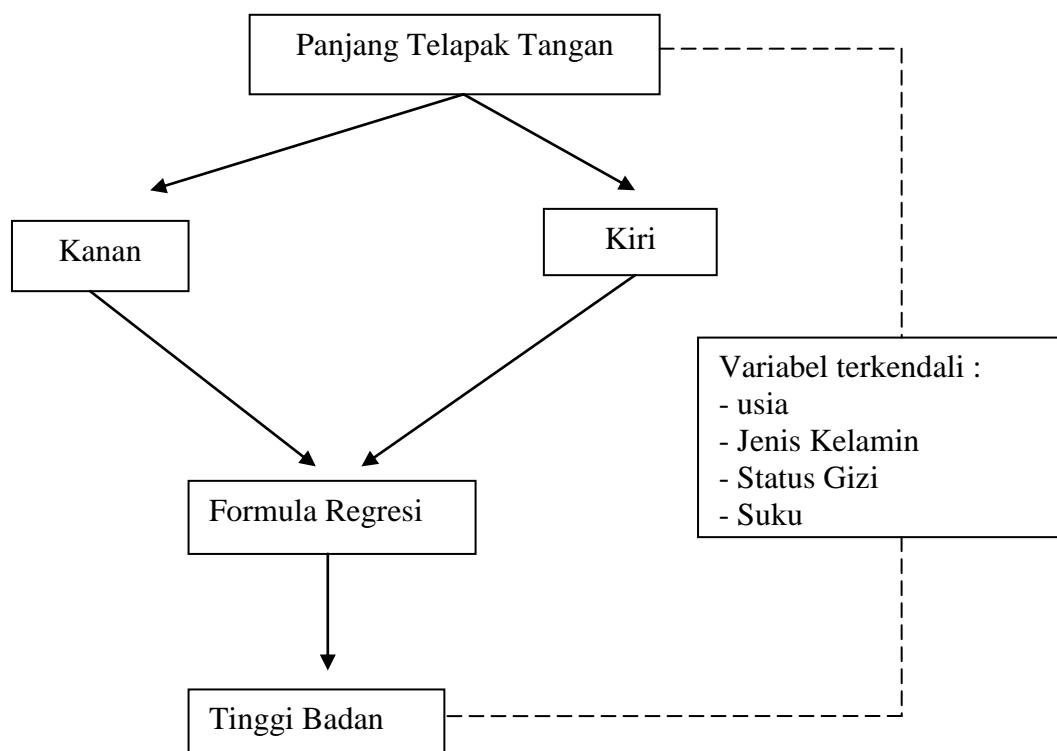 Panjang Telapak Tangan
Kanan
Kiri
Variabel terkendali :
- usia
- Jenis Kelamin
- Status Gizi
- Suku
Formula Regresi
Tinggi Badan